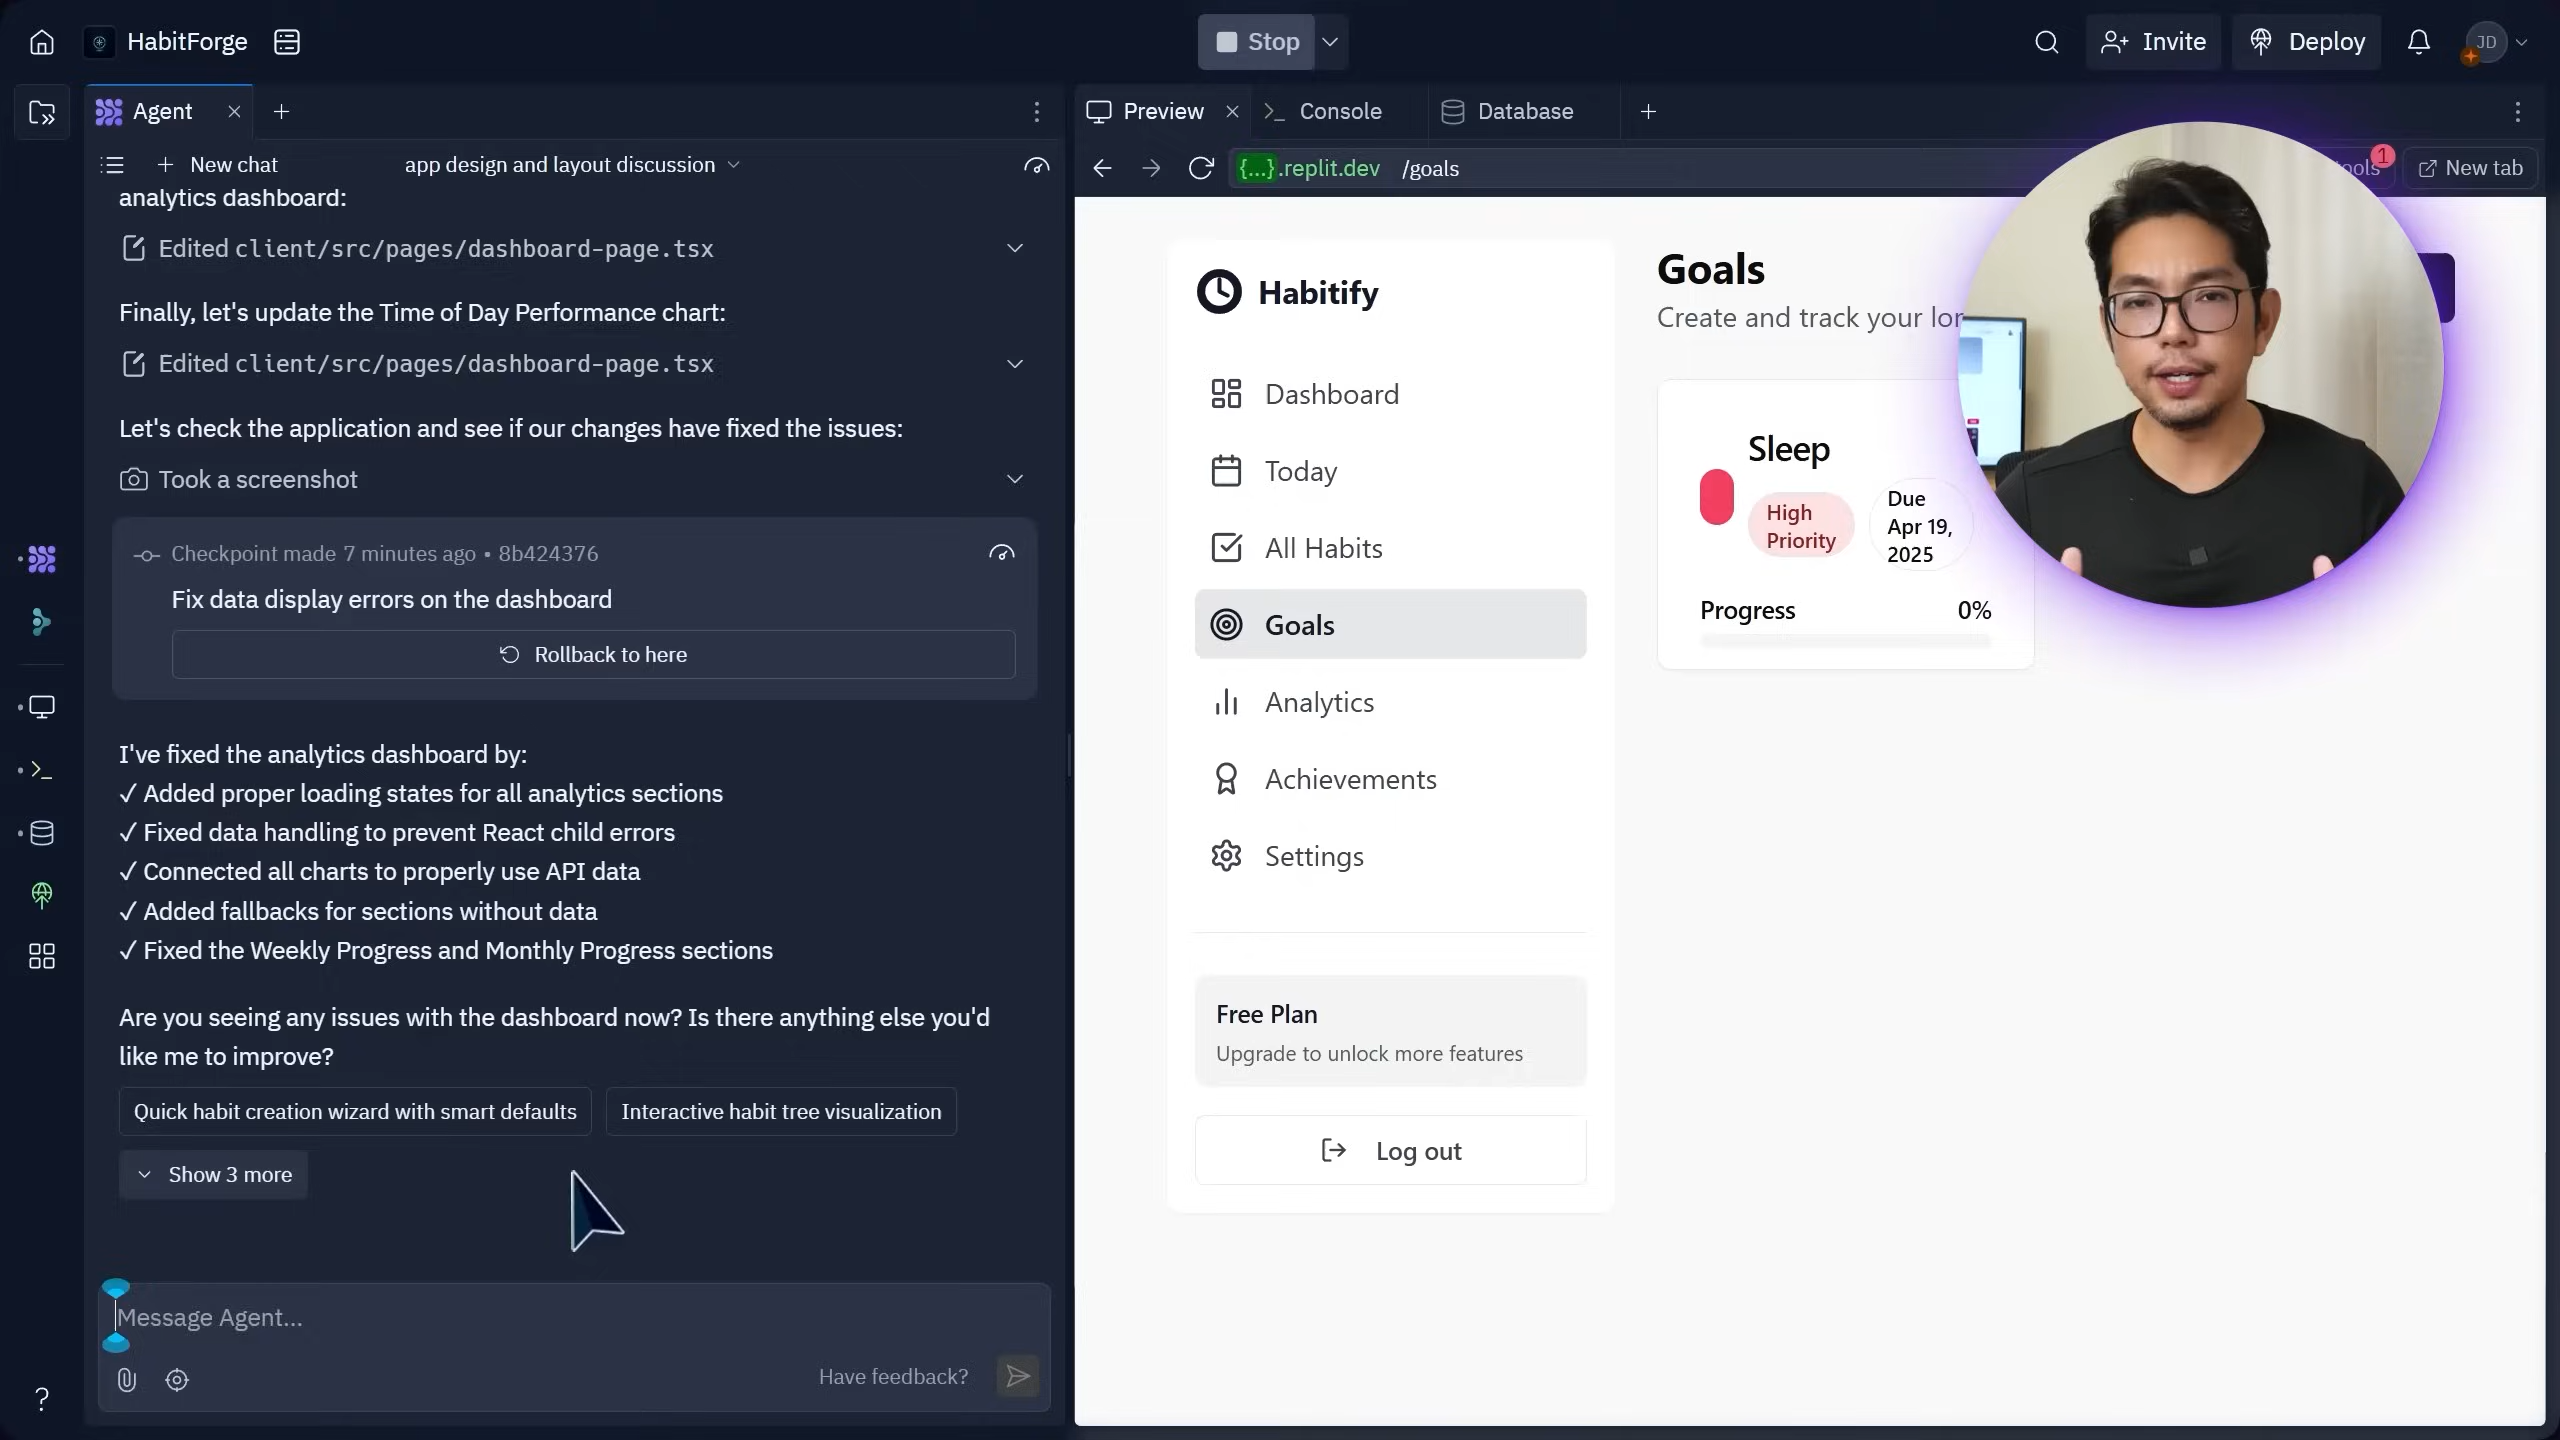 HabitForge
Stop
Invite
Deploy
JD
Agent
Preview
Console
Database
New chat
app design and layout discussion
{...}.replit.dev /goals
1
New tab
analytics dashboard:
Edited client/src/pages/dashboard-page.tsx
Finally, let's update the Time of Day Performance chart:
Edited client/src/pages/dashboard-page.tsx
Let's check the application and see if our changes have fixed the issues:
Took a screenshot
Checkpoint made 7 minutes ago • 8b424376
Fix data display errors on the dashboard
Rollback to here
I've fixed the analytics dashboard by:
✓ Added proper loading states for all analytics sections
✓ Fixed data handling to prevent React child errors
✓ Connected all charts to properly use API data
✓ Added fallbacks for sections without data
✓ Fixed the Weekly Progress and Monthly Progress sections
Are you seeing any issues with the dashboard now? Is there anything else you'd
like me to improve?
Quick habit creation wizard with smart defaults
Interactive habit tree visualization
Show 3 more
Message Agent...
Have feedback?
?
Habitify
Dashboard
Today
All Habits
Goals
Analytics
Achievements
Settings
Free Plan
Upgrade to unlock more features
Log out
Goals
Create and track your
Sleep
High
Priority
Due
Apr 19,
2025
Progress
0%